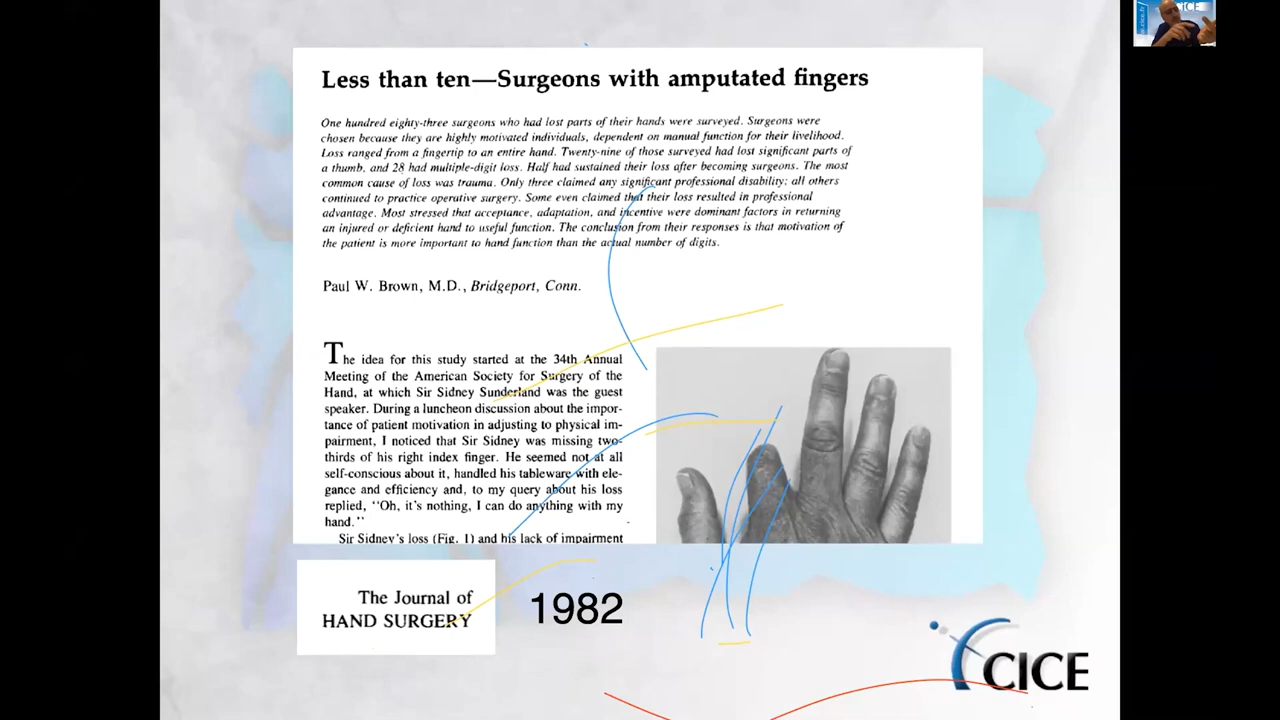 Less than ten—Surgeons with amputated fingers
One hundred eighty-three surgeons who had lost parts of their hands were surveyed. Surgeons were
chosen because they are highly motivated individuals, dependent on manual function for their livelihood.
Loss ranged from a fingertip to an entire hand. Twenty-nine of those surveyed had lost significant parts of
a thumb, and 28 had multiple-digit loss. Half had sustained their loss after becoming surgeons. The most
common cause of loss was trauma. Only three claimed any significant professional disability; all others
continued to practice operative surgery. Some even claimed that their loss resulted in professional
advantage. Most stressed that acceptance, adaptation, and incentive were dominant factors in returning
an injured or deficient hand to useful function. The conclusion from their responses is that motivation of
the patient is more important to hand function than the actual number of digits.
Paul W. Brown, M.D., Bridgeport, Conn.
The idea for this study started at the 34th Annual
Meeting of the American Society for Surgery of the
Hand, at which Sir Sidney Sunderland was the guest
speaker. During a luncheon discussion about the impor-
tance of patient motivation in adjusting to physical im-
pairment, I noticed that Sir Sidney was missing two-
thirds of his right index finger. He seemed not at all
self-conscious about it, handled his tableware with ele-
gance and efficiency and, to my query about his loss
replied, "Oh, it's nothing, I can do anything with my
hand."
Sir Sidney's loss (Fig. 1) and his lack of impairment
The Journal of
HAND SURGERY
1982
CICE